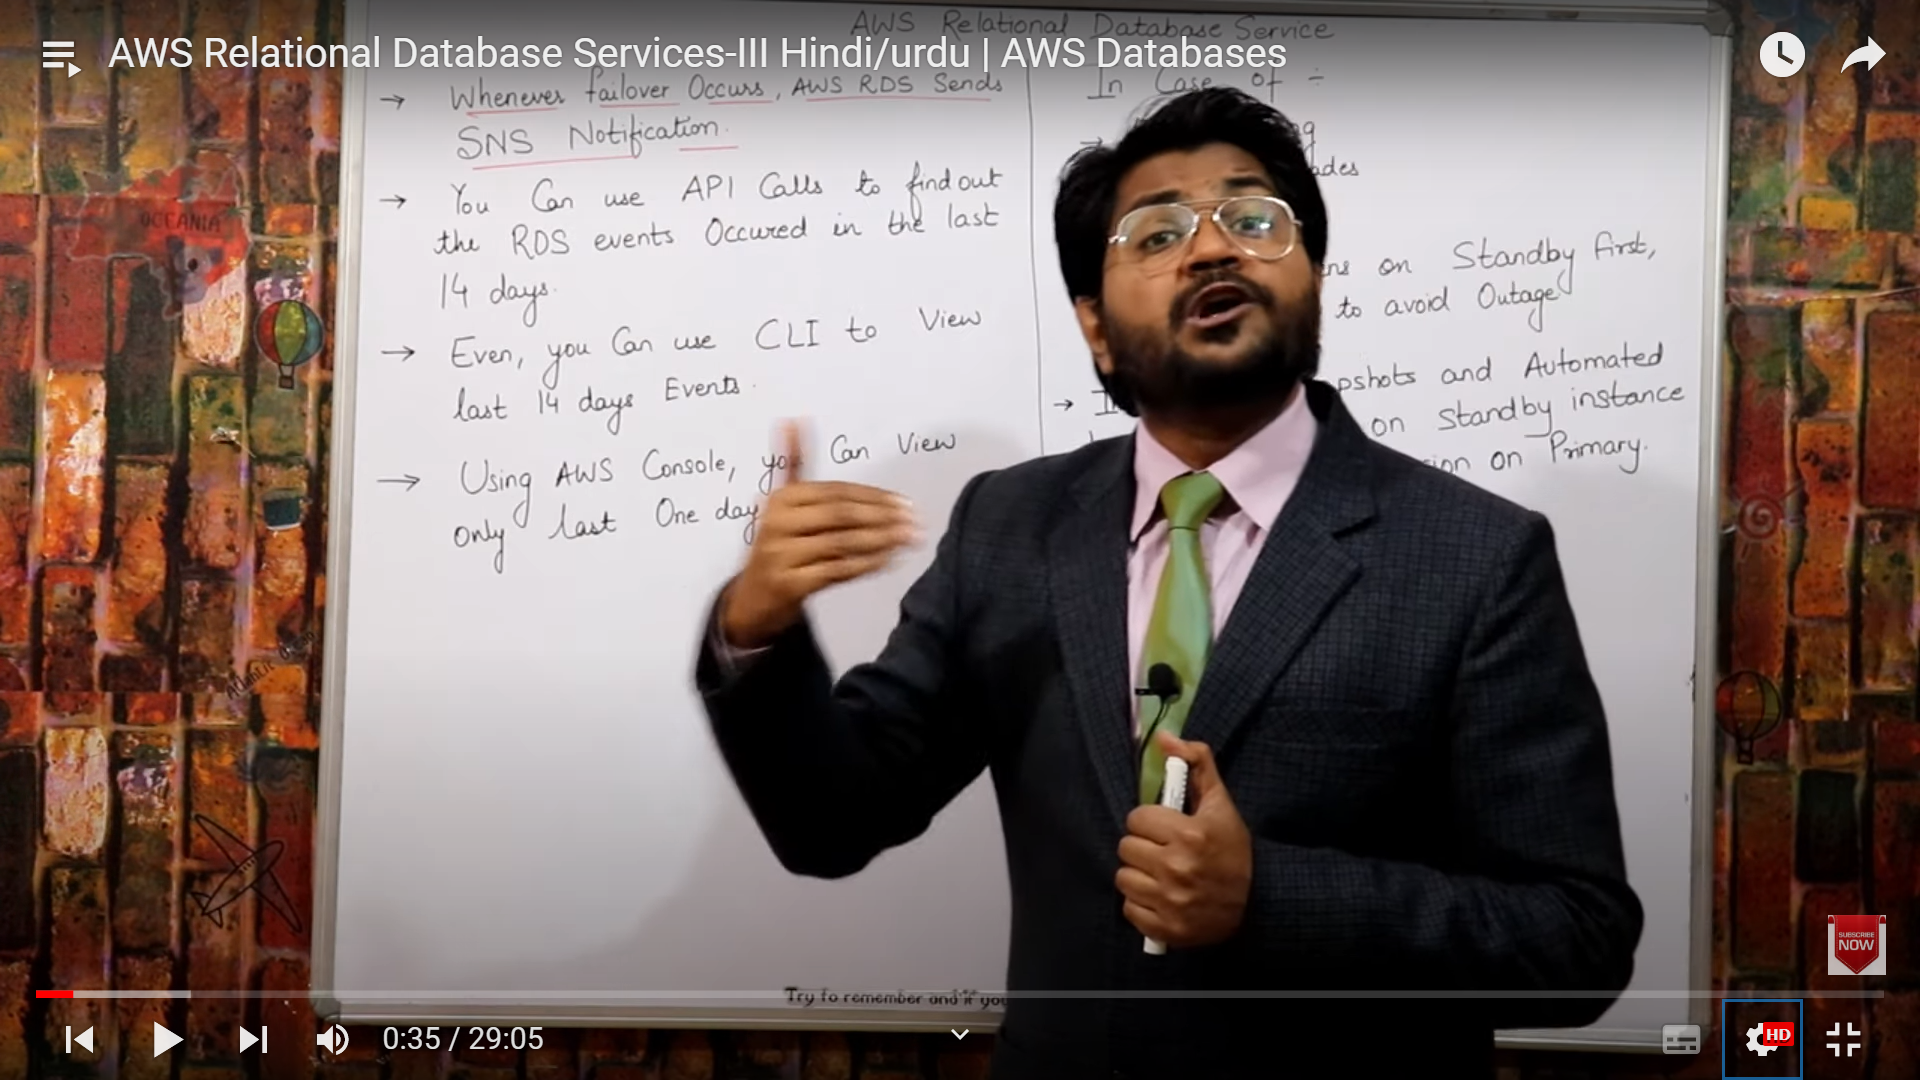 AWS Relational Database Service
AWS Relational Database Services-III Hindi/urdu | AWS Databases
→ Whenever failover Occurs, AWS RDS Sends
SNS Notification.
→ You Can use API Calls to find out
the RDS events Occured in the last
14 days.
→ Even, you Can use CLI to View
last 14 days Events.
→ Using AWS Console, you Can View
only last One day
In Case of :-
on Standby first,
to avoid Outage
and Automated
on Standby instance
on Primary.
OCEANIA
Atlantic Ocean
SUBSCRIBE
NOW
Try to remember and if you
0:35 / 29:05
HD